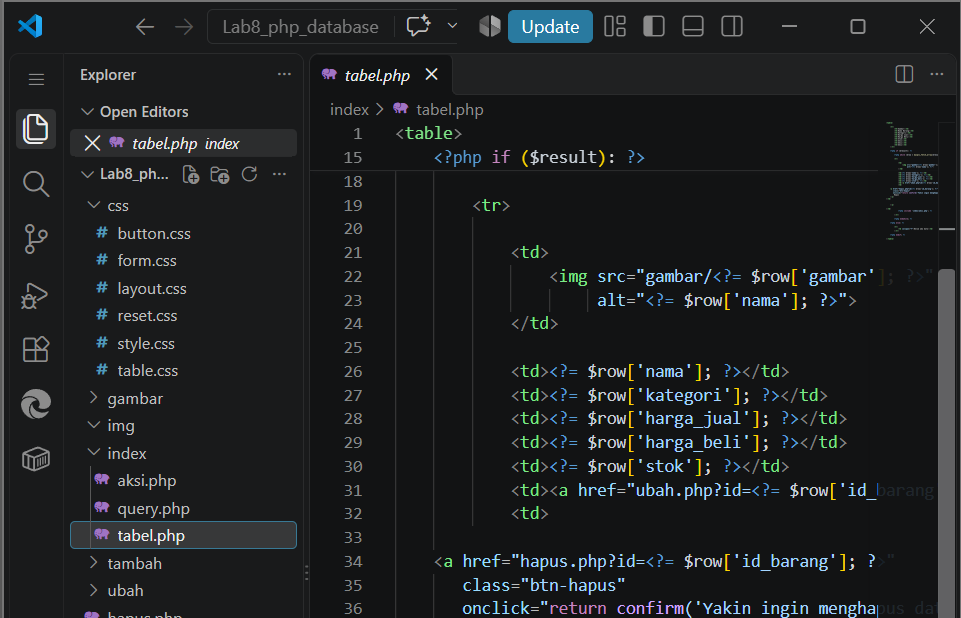 Lab8_php_database
Update
Explorer
Open Editors
tabel.php index
Lab8_ph...
css
# button.css
# form.css
# layout.css
# reset.css
# style.css
# table.css
gambar
img
index
aksi.php
query.php
tabel.php
tambah
ubah
hapus.php
tabel.php
index > tabel.php
1 <table>
15 <?php if ($result): ?>
18
19 <tr>
20
21 <td>
22 <img src="gambar/<?= $row['gambar']; ?>"
23 alt="<?= $row['nama']; ?>">
24 </td>
25
26 <td><?= $row['nama']; ?></td>
27 <td><?= $row['kategori']; ?></td>
28 <td><?= $row['harga_jual']; ?></td>
29 <td><?= $row['harga_beli']; ?></td>
30 <td><?= $row['stok']; ?></td>
31 <td><a href="ubah.php?id=<?= $row['id_barang
32 <td>
33
34 <a href="hapus.php?id=<?= $row['id_barang']; ?>"
35 class="btn-hapus"
36 onclick="return confirm('Yakin ingin menghapus dat